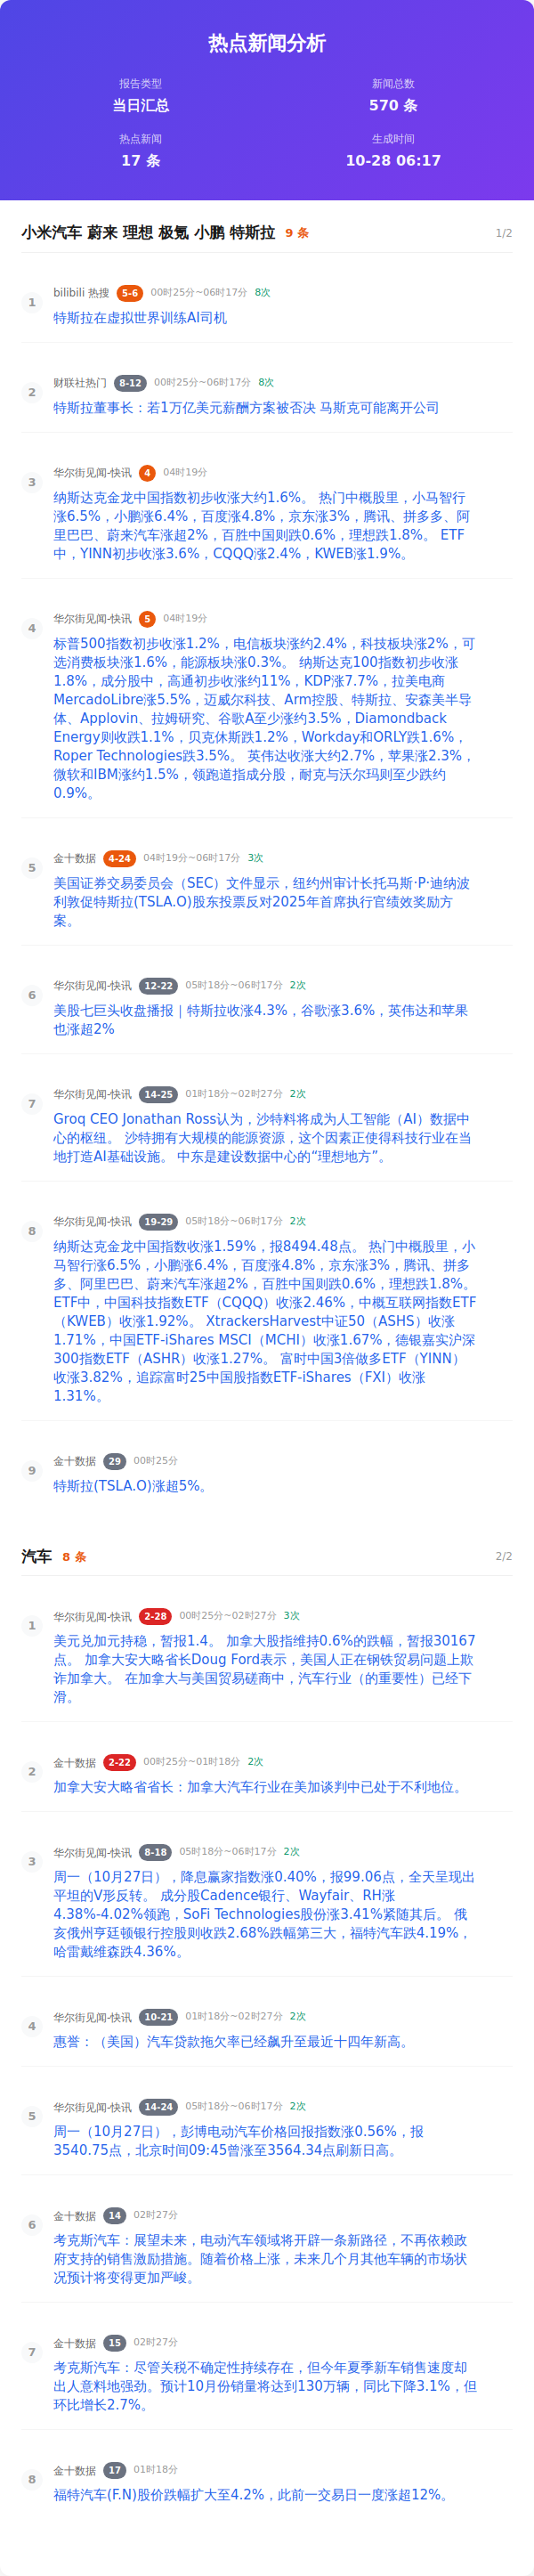 热点新闻分析
报告类型
新闻总数
当日汇总
570 条
热点新闻
生成时间
17 条
10-28 06:17
小米汽车 蔚来 理想 极氪 小鹏 特斯拉 9 条 1/2
1
bilibili 热搜 5-6 00时25分~06时17分 8次
特斯拉在虚拟世界训练AI司机
2
财联社热门 8-12 00时25分~06时17分 8次
特斯拉董事长：若1万亿美元薪酬方案被否决 马斯克可能离开公司
3
华尔街见闻-快讯 4 04时19分
纳斯达克金龙中国指数初步收涨大约1.6%。 热门中概股里，小马智行
涨6.5%，小鹏涨6.4%，百度涨4.8%，京东涨3%，腾讯、拼多多、阿
里巴巴、蔚来汽车涨超2%，百胜中国则跌0.6%，理想跌1.8%。 ETF
中，YINN初步收涨3.6%，CQQQ涨2.4%，KWEB涨1.9%。
4
华尔街见闻-快讯 5 04时19分
标普500指数初步收涨1.2%，电信板块涨约2.4%，科技板块涨2%，可
选消费板块涨1.6%，能源板块涨0.3%。 纳斯达克100指数初步收涨
1.8%，成分股中，高通初步收涨约11%，KDP涨7.7%，拉美电商
MercadoLibre涨5.5%，迈威尔科技、Arm控股、特斯拉、安森美半导
体、Applovin、拉姆研究、谷歌A至少涨约3.5%，Diamondback
Energy则收跌1.1%，贝克休斯跌1.2%，Workday和ORLY跌1.6%，
Roper Technologies跌3.5%。 英伟达收涨大约2.7%，苹果涨2.3%，
微软和IBM涨约1.5%，领跑道指成分股，耐克与沃尔玛则至少跌约
0.9%。
5
金十数据 4-24 04时19分~06时17分 3次
美国证券交易委员会（SEC）文件显示，纽约州审计长托马斯·P·迪纳波
利敦促特斯拉(TSLA.O)股东投票反对2025年首席执行官绩效奖励方
案。
6
华尔街见闻-快讯 12-22 05时18分~06时17分 2次
美股七巨头收盘播报｜特斯拉收涨4.3%，谷歌涨3.6%，英伟达和苹果
也涨超2%
7
华尔街见闻-快讯 14-25 01时18分~02时27分 2次
Groq CEO Jonathan Ross认为，沙特料将成为人工智能（AI）数据中
心的枢纽。 沙特拥有大规模的能源资源，这个因素正使得科技行业在当
地打造AI基础设施。 中东是建设数据中心的“理想地方”。
8
华尔街见闻-快讯 19-29 05时18分~06时17分 2次
纳斯达克金龙中国指数收涨1.59%，报8494.48点。 热门中概股里，小
马智行涨6.5%，小鹏涨6.4%，百度涨4.8%，京东涨3%，腾讯、拼多
多、阿里巴巴、蔚来汽车涨超2%，百胜中国则跌0.6%，理想跌1.8%。
ETF中，中国科技指数ETF（CQQQ）收涨2.46%，中概互联网指数ETF
（KWEB）收涨1.92%。 XtrackersHarvest中证50（ASHS）收涨
1.71%，中国ETF-iShares MSCI（MCHI）收涨1.67%，德银嘉实沪深
300指数ETF（ASHR）收涨1.27%。 富时中国3倍做多ETF（YINN）
收涨3.82%，追踪富时25中国股指数ETF-iShares（FXI）收涨
1.31%。
9
金十数据 29 00时25分
特斯拉(TSLA.O)涨超5%。
汽车 8 条 2/2
1
华尔街见闻-快讯 2-28 00时25分~02时27分 3次
美元兑加元持稳，暂报1.4。 加拿大股指维持0.6%的跌幅，暂报30167
点。 加拿大安大略省长Doug Ford表示，美国人正在钢铁贸易问题上欺
诈加拿大。 在加拿大与美国贸易磋商中，汽车行业（的重要性）已经下
滑。
2
金十数据 2-22 00时25分~01时18分 2次
加拿大安大略省省长：加拿大汽车行业在美加谈判中已处于不利地位。
3
华尔街见闻-快讯 8-18 05时18分~06时17分 2次
周一（10月27日），降息赢家指数涨0.40%，报99.06点，全天呈现出
平坦的V形反转。 成分股Cadence银行、Wayfair、RH涨
4.38%-4.02%领跑，SoFi Technologies股份涨3.41%紧随其后。 俄
亥俄州亨廷顿银行控股则收跌2.68%跌幅第三大，福特汽车跌4.19%，
哈雷戴维森跌4.36%。
4
华尔街见闻-快讯 10-21 01时18分~02时27分 2次
惠誉：（美国）汽车贷款拖欠率已经飙升至最近十四年新高。
5
华尔街见闻-快讯 14-24 05时18分~06时17分 2次
周一（10月27日），彭博电动汽车价格回报指数涨0.56%，报
3540.75点，北京时间09:45曾涨至3564.34点刷新日高。
6
金十数据 14 02时27分
考克斯汽车：展望未来，电动汽车领域将开辟一条新路径，不再依赖政
府支持的销售激励措施。随着价格上涨，未来几个月其他车辆的市场状
况预计将变得更加严峻。
7
金十数据 15 02时27分
考克斯汽车：尽管关税不确定性持续存在，但今年夏季新车销售速度却
出人意料地强劲。预计10月份销量将达到130万辆，同比下降3.1%，但
环比增长2.7%。
8
金十数据 17 01时18分
福特汽车(F.N)股价跌幅扩大至4.2%，此前一交易日一度涨超12%。